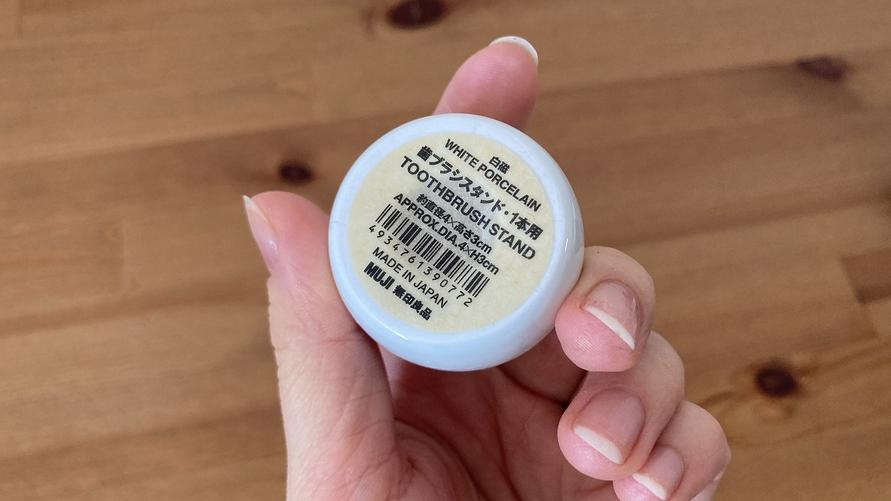 白磁
WHITE PORCELAIN
歯ブラシスタンド・1本用
TOOTHBRUSH STAND
約直径4×高さ3cm
APPROX.DIA.4×H3cm
4934761390772
MADE IN JAPAN
MUJI 無印良品